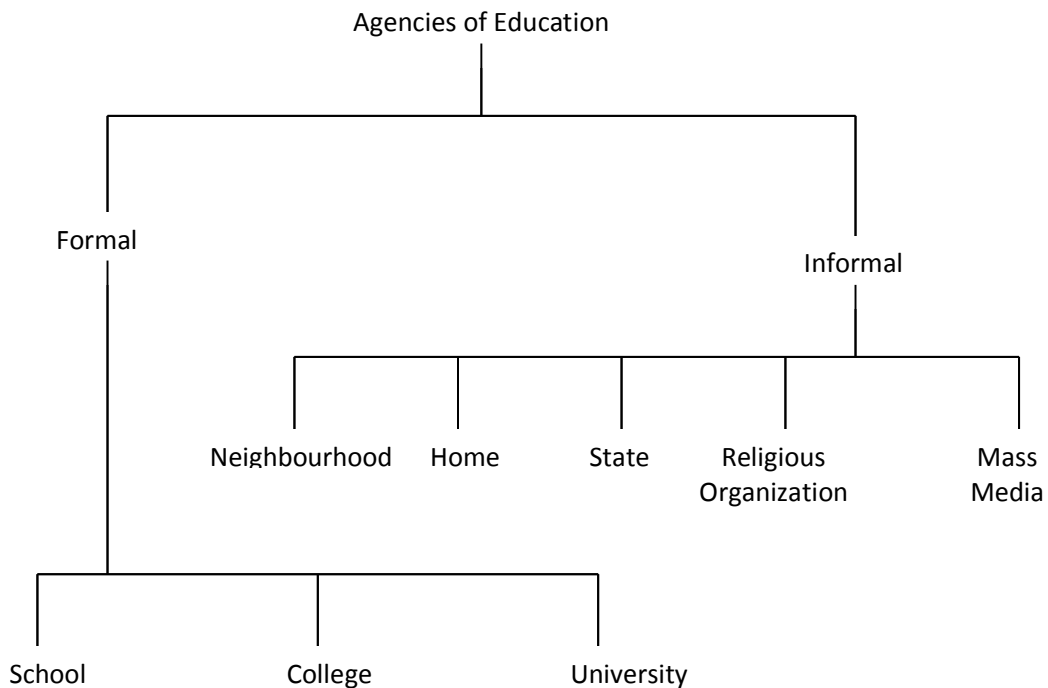 Agencies of Education
Formal
Informal
Neighbourhood Home State Religious Organization Mass Media
School College University